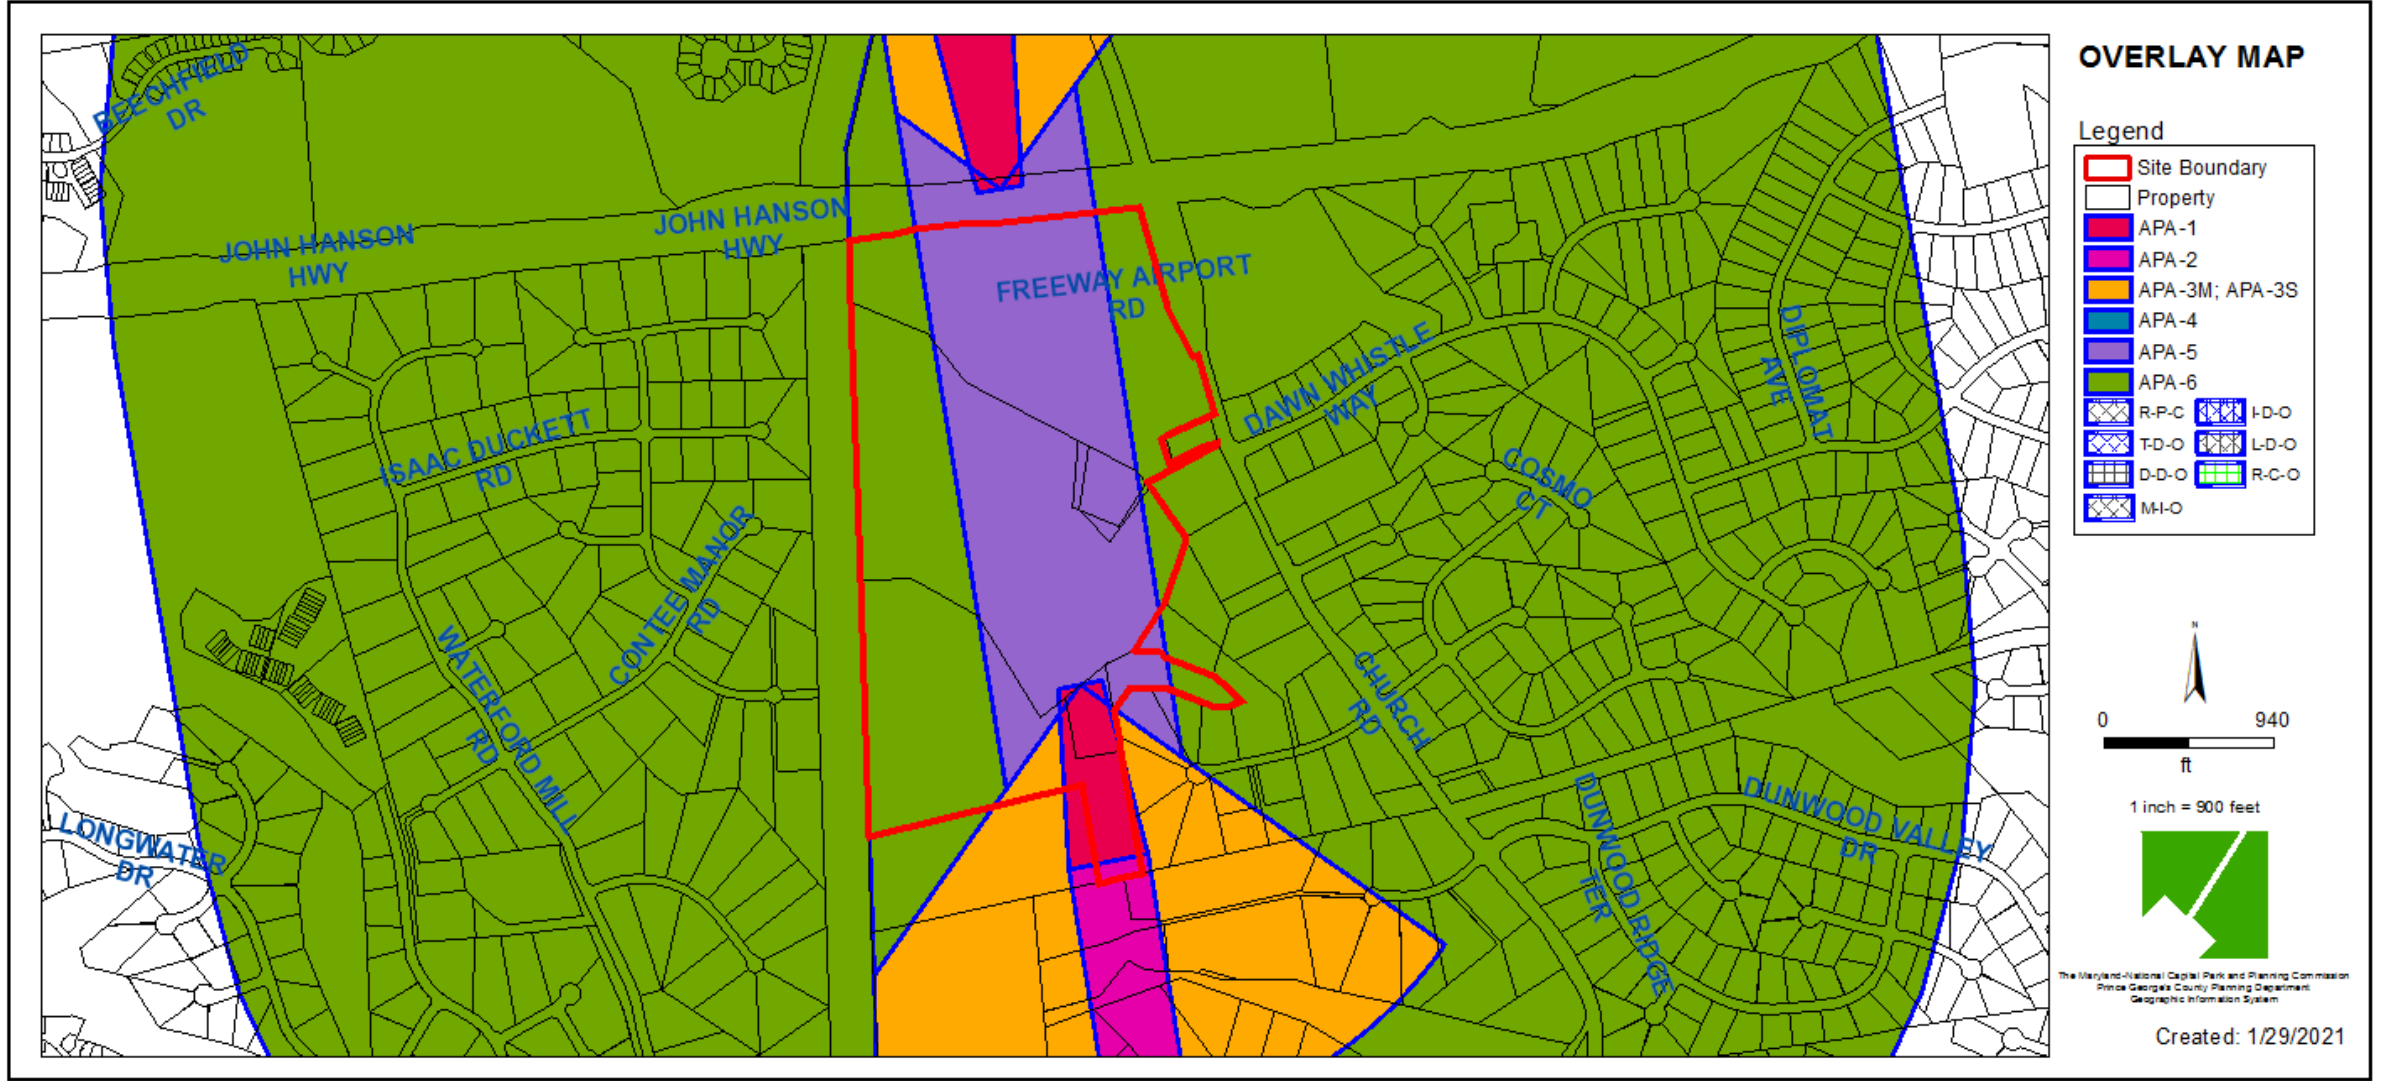 OVERLAY MAP
Legend
Site Boundary
Property
APA-1
APA-2
APA-3M; APA-3S
APA-4
APA-5
APA-6
R-P-C
I-D-O
T-D-O
L-D-O
D-D-O
R-C-O
M-I-O
N
0 940
ft
1 inch = 900 feet
The Maryland-National Capital Park and Planning Commission
Prince George's County Planning Department
Geographic Information System
Created: 1/29/2021
BEECHFIELD
DR
JOHN HANSON
HWY
JOHN HANSON
HWY
FREEWAY AIRPORT
RD
DAWN WHISTLE
WAY
DIPLOMAT
AVE
ISAAC DUCKETT
RD
COSMO
CT
CONTEE MANOR
RD
WATERFORD MILL
RD
CHURCH
RD
LONGWATER
DR
DUNWOOD RIDGE
TER
DUNWOOD VALLEY
DR